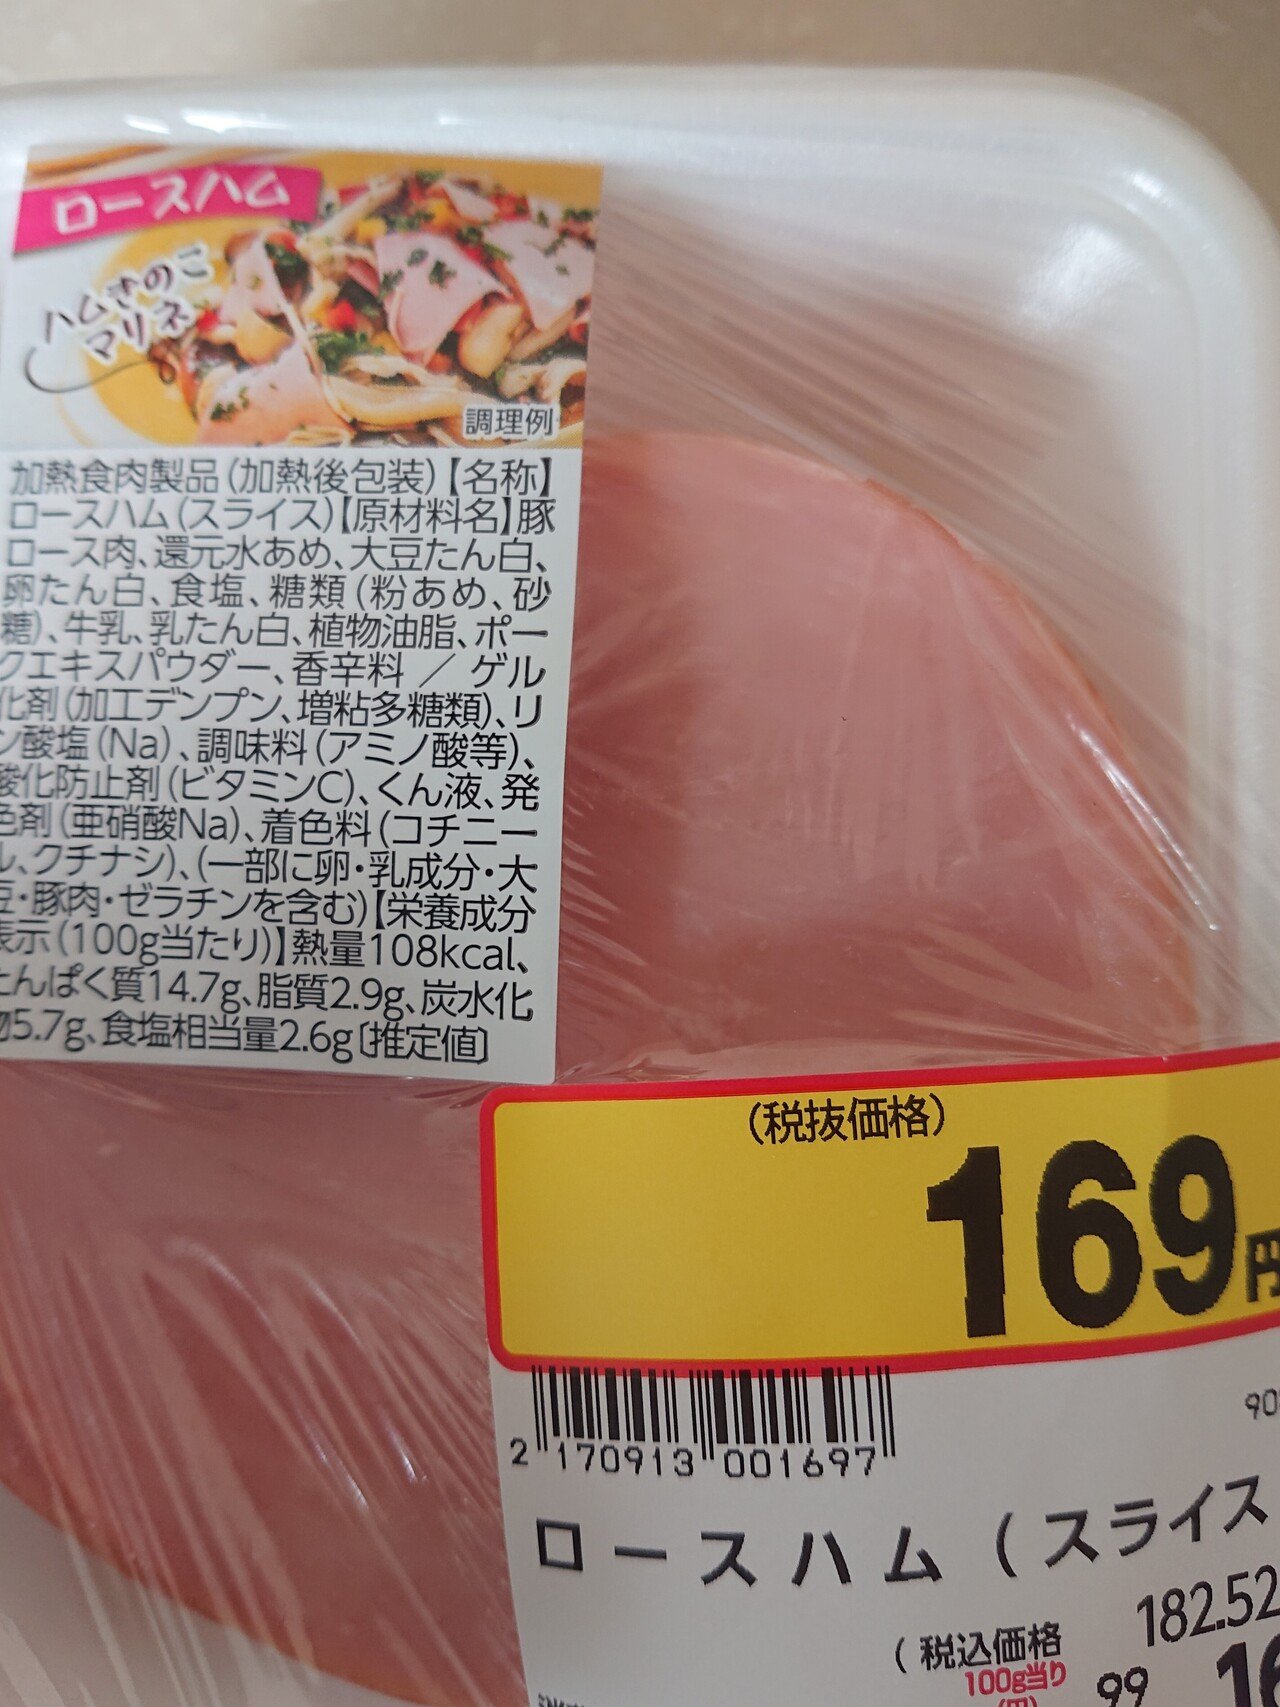 ロースハム
ハムきのこ
マリネ
調理例
加熱食肉製品(加熱後包装)【名称】
ロースハム(スライス)【原材料名】豚
ロース肉、還元水あめ、大豆たん白、
卵たん白、食塩、糖類(粉あめ、砂
糖)、牛乳、乳たん白、植物油脂、ポー
クエキスパウダー、香辛料/ゲル
化剤(加工デンプン、増粘多糖類)、リ
ン酸塩(Na)、調味料(アミノ酸等)、
酸化防止剤(ビタミンC)、くん液、発
色剤(亜硝酸Na)、着色料(コチニー
ル、クチナシ)、(一部に卵・乳成分・大
豆・豚肉・ゼラチンを含む)【栄養成分
表示(100g当たり)】熱量108kcal、
たんぱく質14.7g、脂質2.9g、炭水化
物5.7g、食塩相当量2.6g〔推定値〕
(税抜価格)
169円
2 170913 001697
ロースハム(スライス
(税込価格 182.52
100g当り
(円) 99